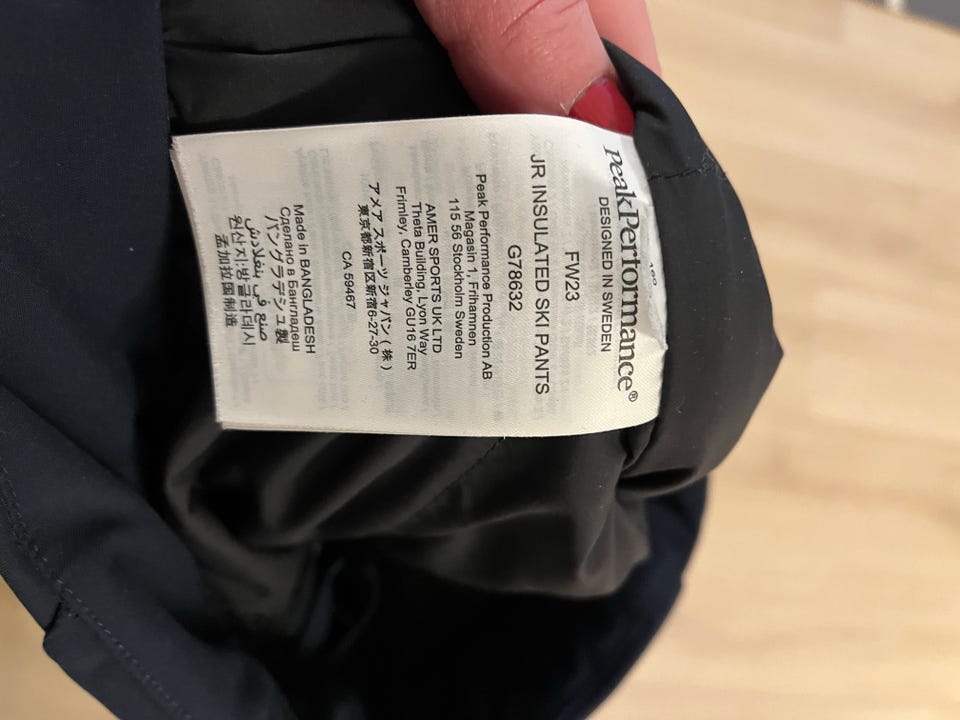 PeakPerformance®
DESIGNED IN SWEDEN
FW23
JR INSULATED SKI PANTS
G78632
Peak Performance Production AB
Magasin 1, Frihamnen
115 56 Stockholm Sweden
AMER SPORTS UK LTD
Theta Building, Lyon Way
Frimley, Camberley GU16 7ER
アメア スポーツ ジャパン ( 株 )
東京都新宿区新宿6-27-30
CA 59467
Made in BANGLADESH
Сделано в Бангладеш
バングラデシュ製
صنع في بنغلادش
원산지:방글라데시
孟加拉国制造